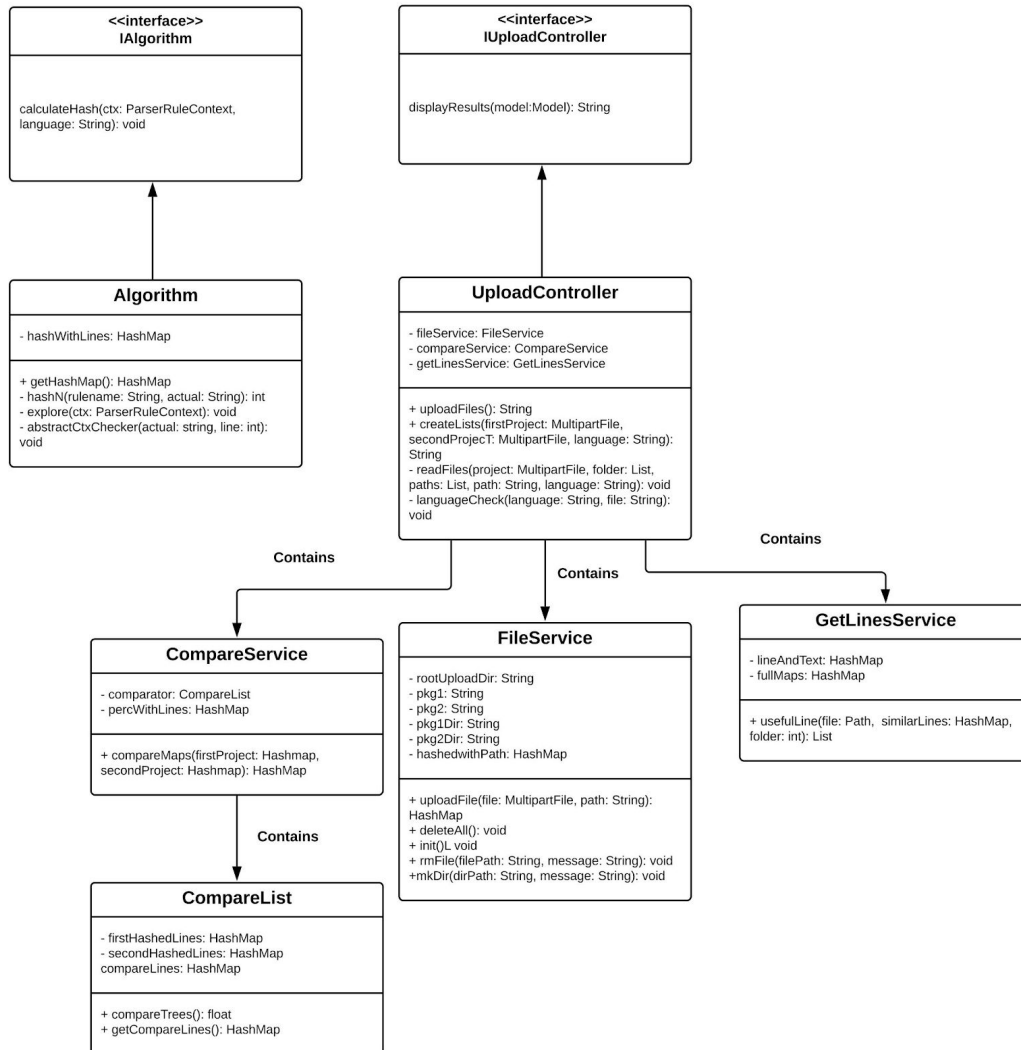 <<interface>>
IAlgorithm
calculateHash(ctx: ParserRuleContext,
language: String): void
<<interface>>
IUploadController
displayResults(model:Model): String
Algorithm
- hashWithLines: HashMap
+ getHashMap(): HashMap
- hashN(rulename: String, actual: String): int
- explore(ctx: ParserRuleContext): void
- abstractCtxChecker(actual: string, line: int):
void
UploadController
- fileService: FileService
- compareService: CompareService
- getLinesService: GetLinesService
+ uploadFiles(): String
+ createLists(firstProject: MultipartFile,
secondProjecT: MultipartFile, language: String):
String
- readFiles(project: MultipartFile, folder: List,
paths: List, path: String, language: String): void
- languageCheck(language: String, file: String):
void
Contains
Contains
Contains
CompareService
- comparator: CompareList
- percWithLines: HashMap
+ compareMaps(firstProject: Hashmap,
secondProject: Hashmap): HashMap
FileService
- rootUploadDir: String
- pkg1: String
- pkg2: String
- pkg1Dir: String
- pkg2Dir: String
- hashedwithPath: HashMap
+ uploadFile(file: MultipartFile, path: String):
HashMap
+ deleteAll(): void
+ init()L void
+ rmFile(filePath: String, message: String): void
+mkDir(dirPath: String, message: String): void
GetLinesService
- lineAndText: HashMap
- fullMaps: HashMap
+ usefulLine(file: Path, similarLines: HashMap,
folder: int): List
Contains
CompareList
- firstHashedLines: HashMap
- secondHashedLines: HashMap
compareLines: HashMap
+ compareTrees(): float
+ getCompareLines(): HashMap